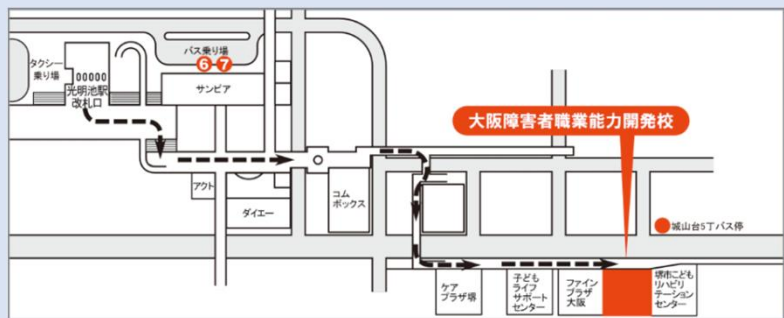 バス乗り場
6 7
タクシー
乗り場
光明池駅
改札口
サンピア
大阪障害者職業能力開発校
アクト
コム
ボックス
ダイエー
城山台5丁バス停
ケア
プラザ堺
子ども
ライフ
サポート
センター
ファイン
プラザ
大阪
堺市こども
リハビリ
テーション
センター